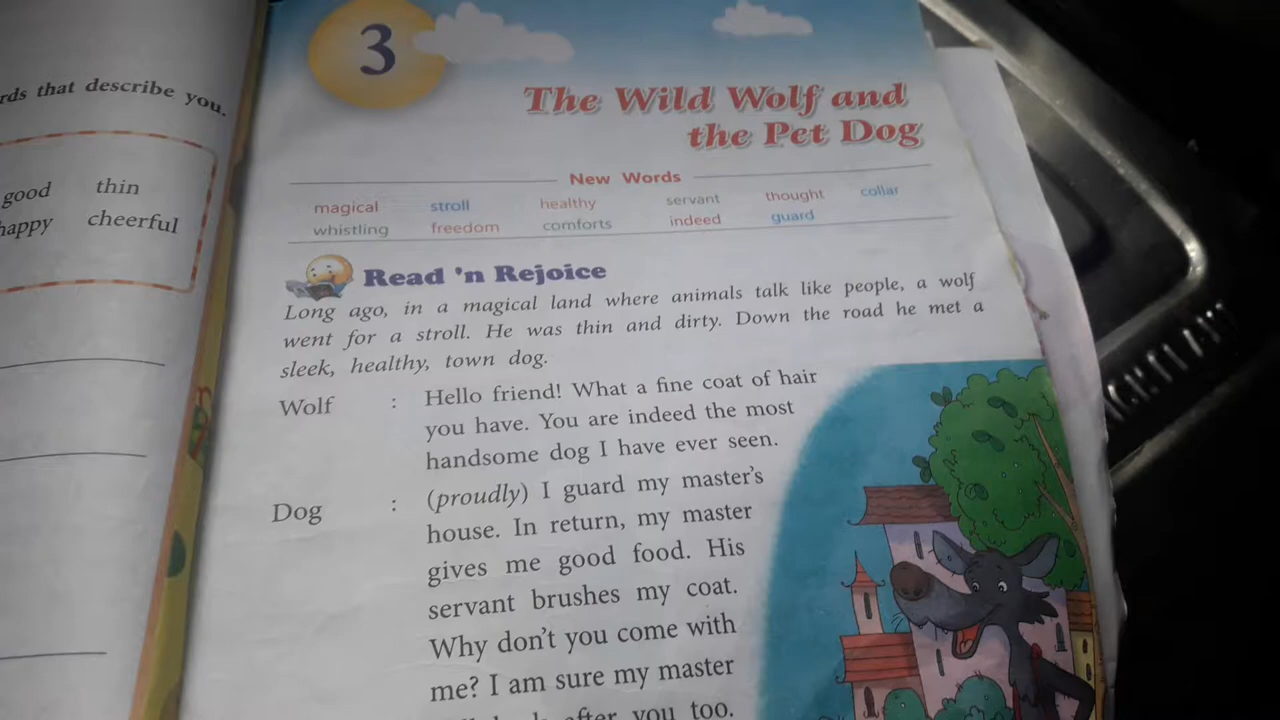 rds that describe you.
good thin
happy cheerful
3
The Wild Wolf and
the Pet Dog
New Words
magical stroll healthy servant thought collar
whistling freedom comforts indeed guard
Read 'n Rejoice
Long ago, in a magical land where animals talk like people, a wolf
went for a stroll. He was thin and dirty. Down the road he met a
sleek, healthy, town dog.
Wolf : Hello friend! What a fine coat of hair
you have. You are indeed the most
handsome dog I have ever seen.
Dog : (proudly) I guard my master's
house. In return, my master
gives me good food. His
servant brushes my coat.
Why don't you come with
me? I am sure my master
after you too.